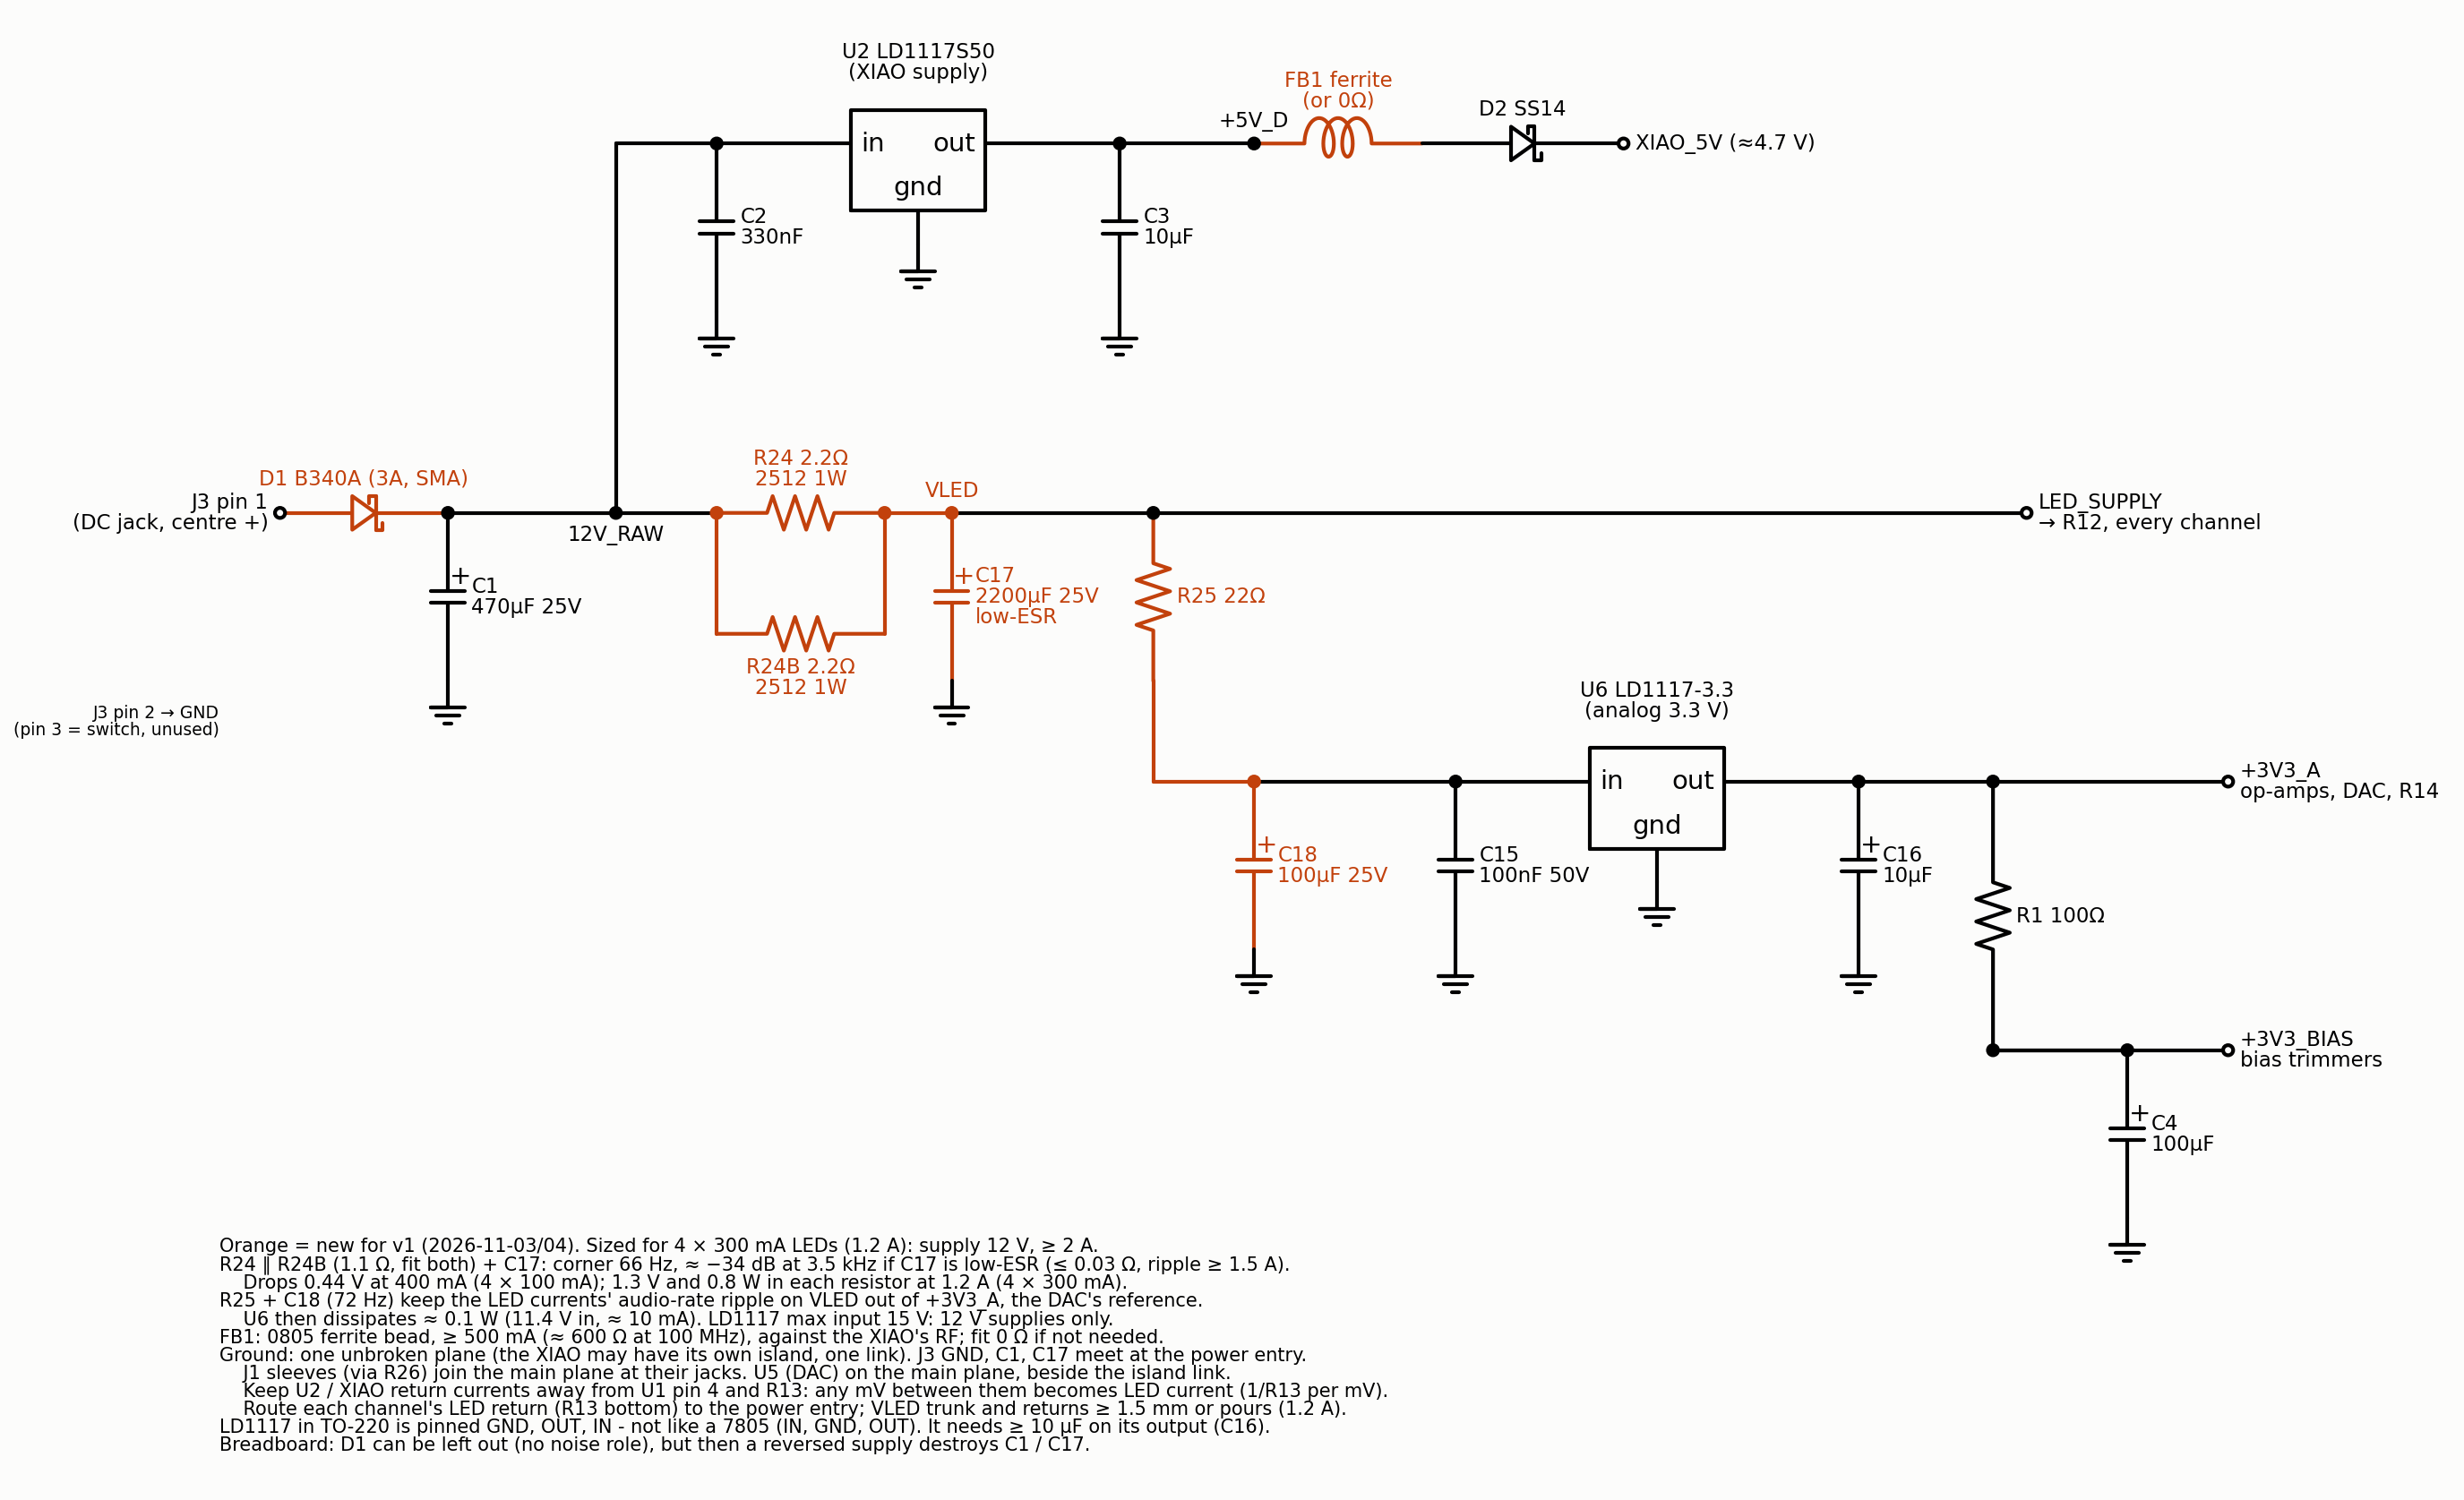 U2 LD1117S50
(XIAO supply)
in
out
gnd
+5V_D
FB1 ferrite
(or 0Ω)
D2 SS14
XIAO_5V (≈4.7 V)
C2
330nF
C3
10µF
D1 B340A (3A, SMA)
J3 pin 1
(DC jack, centre +)
12V_RAW
R24 2.2Ω
2512 1W
VLED
LED_SUPPLY
→ R12, every channel
+
C1
470µF 25V
+
C17
2200µF 25V
low-ESR
R25 22Ω
R24B 2.2Ω
2512 1W
J3 pin 2 → GND
(pin 3 = switch, unused)
U6 LD1117-3.3
(analog 3.3 V)
in
out
gnd
+3V3_A
op-amps, DAC, R14
+
C18
100µF 25V
C15
100nF 50V
+
C16
10µF
R1 100Ω
+3V3_BIAS
bias trimmers
+
C4
100µF
Orange = new for v1 (2026-11-03/04). Sized for 4 × 300 mA LEDs (1.2 A): supply 12 V, ≥ 2 A.
R24 ∥ R24B (1.1 Ω, fit both) + C17: corner 66 Hz, ≈ −34 dB at 3.5 kHz if C17 is low-ESR (≤ 0.03 Ω, ripple ≥ 1.5 A).
Drops 0.44 V at 400 mA (4 × 100 mA); 1.3 V and 0.8 W in each resistor at 1.2 A (4 × 300 mA).
R25 + C18 (72 Hz) keep the LED currents' audio-rate ripple on VLED out of +3V3_A, the DAC's reference.
U6 then dissipates ≈ 0.1 W (11.4 V in, ≈ 10 mA). LD1117 max input 15 V: 12 V supplies only.
FB1: 0805 ferrite bead, ≥ 500 mA (≈ 600 Ω at 100 MHz), against the XIAO's RF; fit 0 Ω if not needed.
Ground: one unbroken plane (the XIAO may have its own island, one link). J3 GND, C1, C17 meet at the power entry.
J1 sleeves (via R26) join the main plane at their jacks. U5 (DAC) on the main plane, beside the island link.
Keep U2 / XIAO return currents away from U1 pin 4 and R13: any mV between them becomes LED current (1/R13 per mV).
Route each channel's LED return (R13 bottom) to the power entry; VLED trunk and returns ≥ 1.5 mm or pours (1.2 A).
LD1117 in TO-220 is pinned GND, OUT, IN - not like a 7805 (IN, GND, OUT). It needs ≥ 10 µF on its output (C16).
Breadboard: D1 can be left out (no noise role), but then a reversed supply destroys C1 / C17.